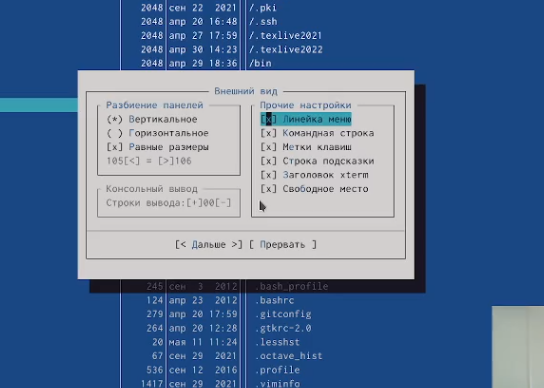 2048 сен 22 2021 /.pki
2048 апр 20 16:48 /.ssh
2048 апр 27 17:59 /.texlive2021
2048 апр 30 14:23 /.texlive2022
2048 апр 29 18:36 /bin
Внешний вид
Разбиение панелей
(*) Вертикальное
( ) Горизонтальное
[x] Равные размеры
105[<] = [>]106
Консольный вывод
Строки вывода:[+]00[-]
Прочие настройки
[x] Линейка меню
[x] Командная строка
[x] Метки клавиш
[x] Строка подсказки
[x] Заголовок xterm
[x] Свободное место
[< Дальше >] [ Прервать ]
245 сен 3 2012 .bash_profile
124 апр 23 2012 .bashrc
279 апр 20 17:59 .gitconfig
264 апр 20 12:28 .gtkrc-2.0
20 мая 11 11:24 .lesshst
67 сен 29 2021 .octave_hist
536 сен 12 2016 .profile
1417 сен 29 2021 .viminfo